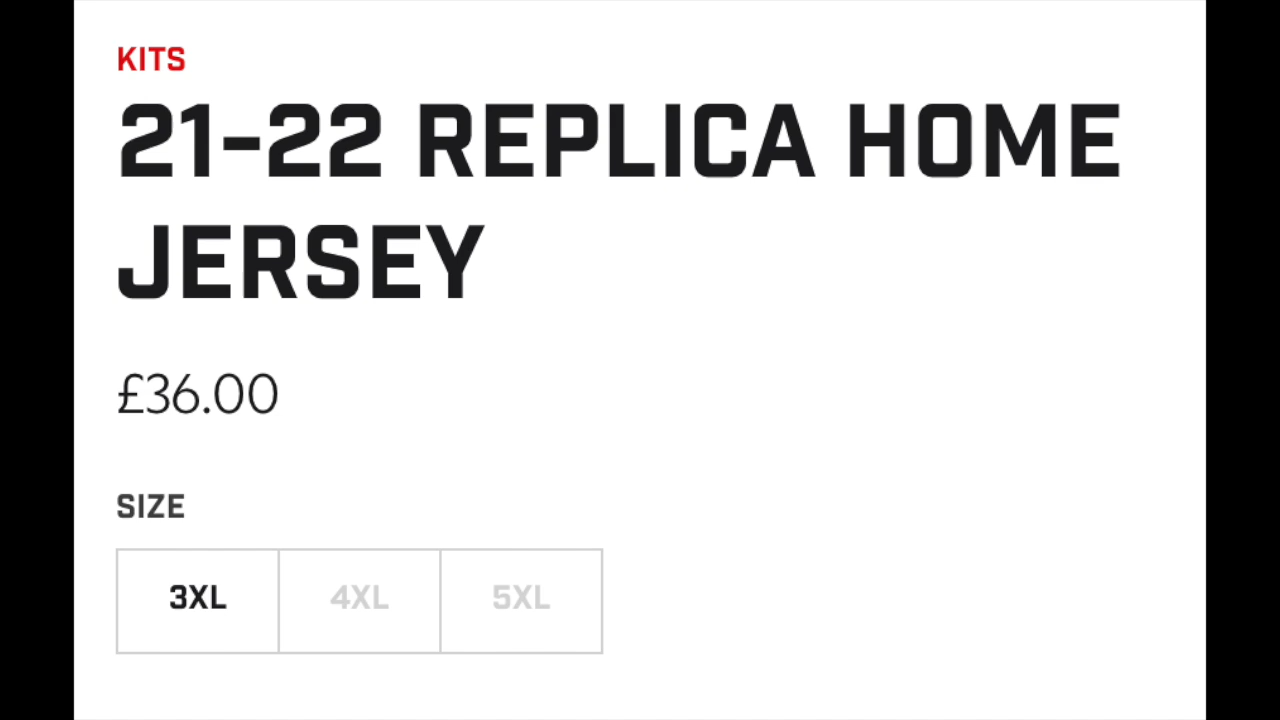 KITS
21-22 REPLICA HOME
JERSEY
£36.00
SIZE
3XL 4XL 5XL